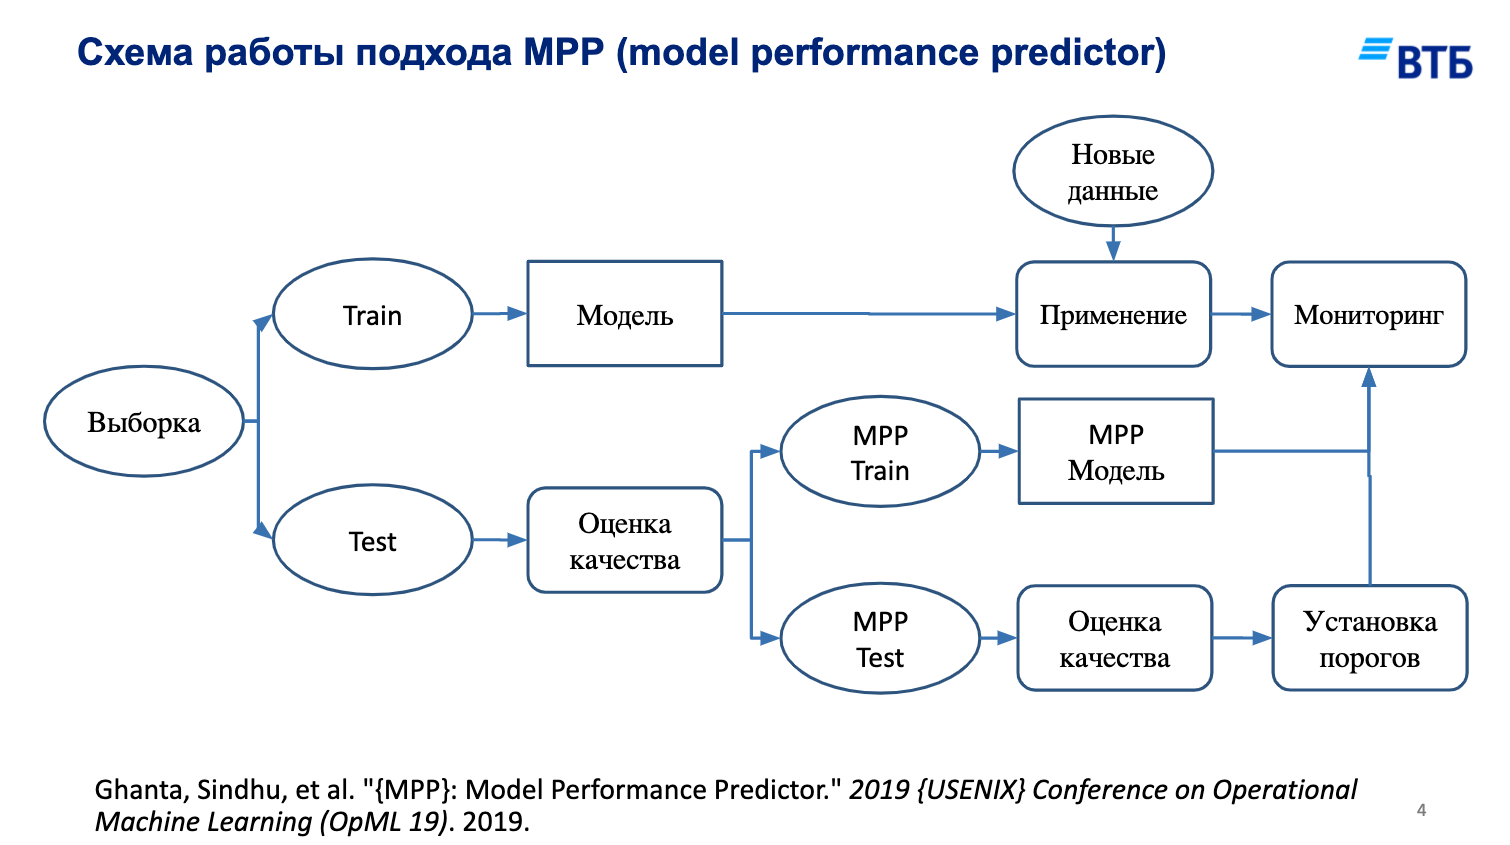 Схема работы подхода MPP (model performance predictor)
ВТБ
Новые
данные
Train
Модель
Применение
Мониторинг
Выборка
MPP
Train
MPP
Модель
Test
Оценка
качества
MPP
Test
Оценка
качества
Установка
порогов
Ghanta, Sindhu, et al. "{MPP}: Model Performance Predictor." 2019 {USENIX} Conference on Operational
Machine Learning (OpML 19). 2019.
4